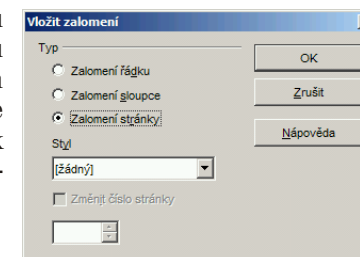 Vložit zalomení
Typ
Zalomení řádku
Zalomení sloupce
Zalomení stránky
Styl
[žádný]
Změnit číslo stránky
OK
Zrušit
Nápověda